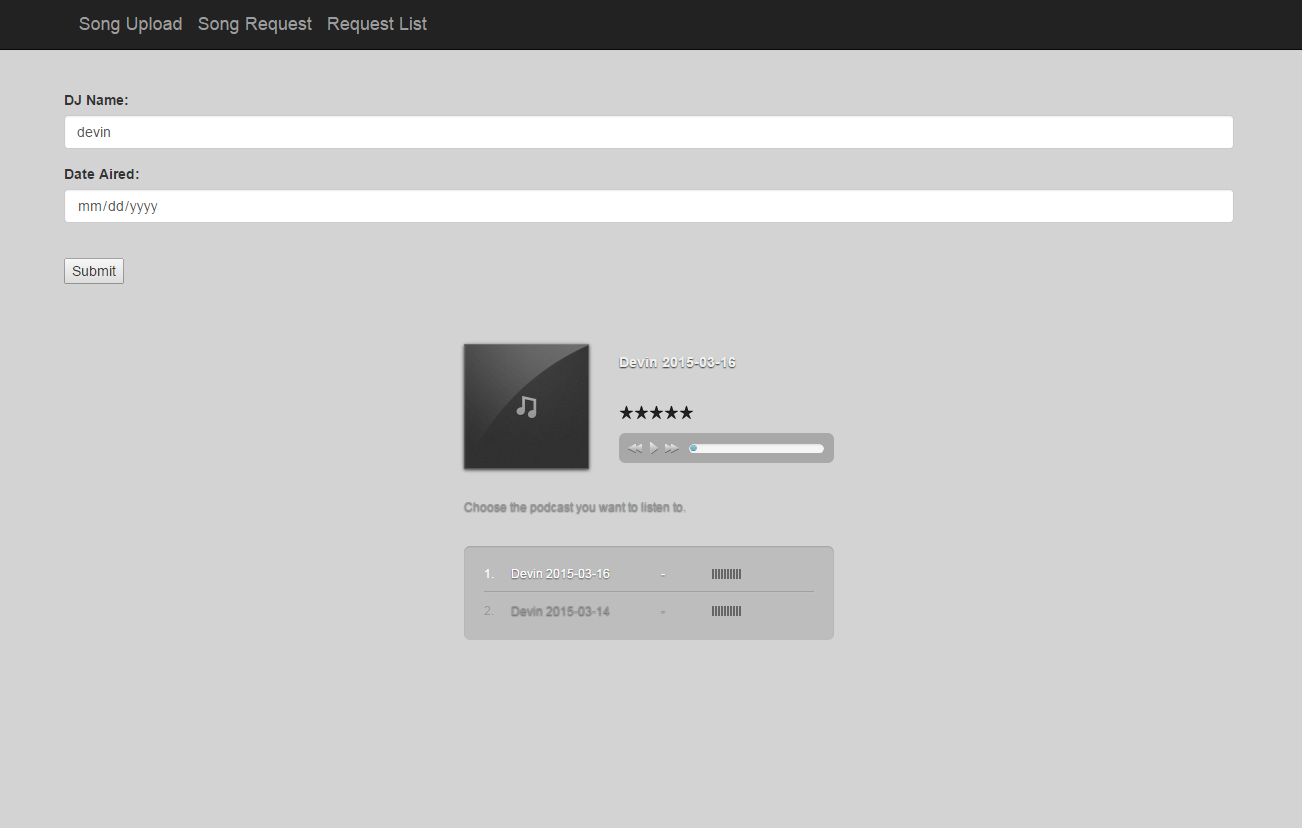 Song Upload Song Request Request List
DJ Name:
devin
Date Aired:
mm/dd/yyyy
Submit
Devin 2015-03-16
★★★★★
Choose the podcast you want to listen to.
1. Devin 2015-03-16 -
2. Devin 2015-03-14 -